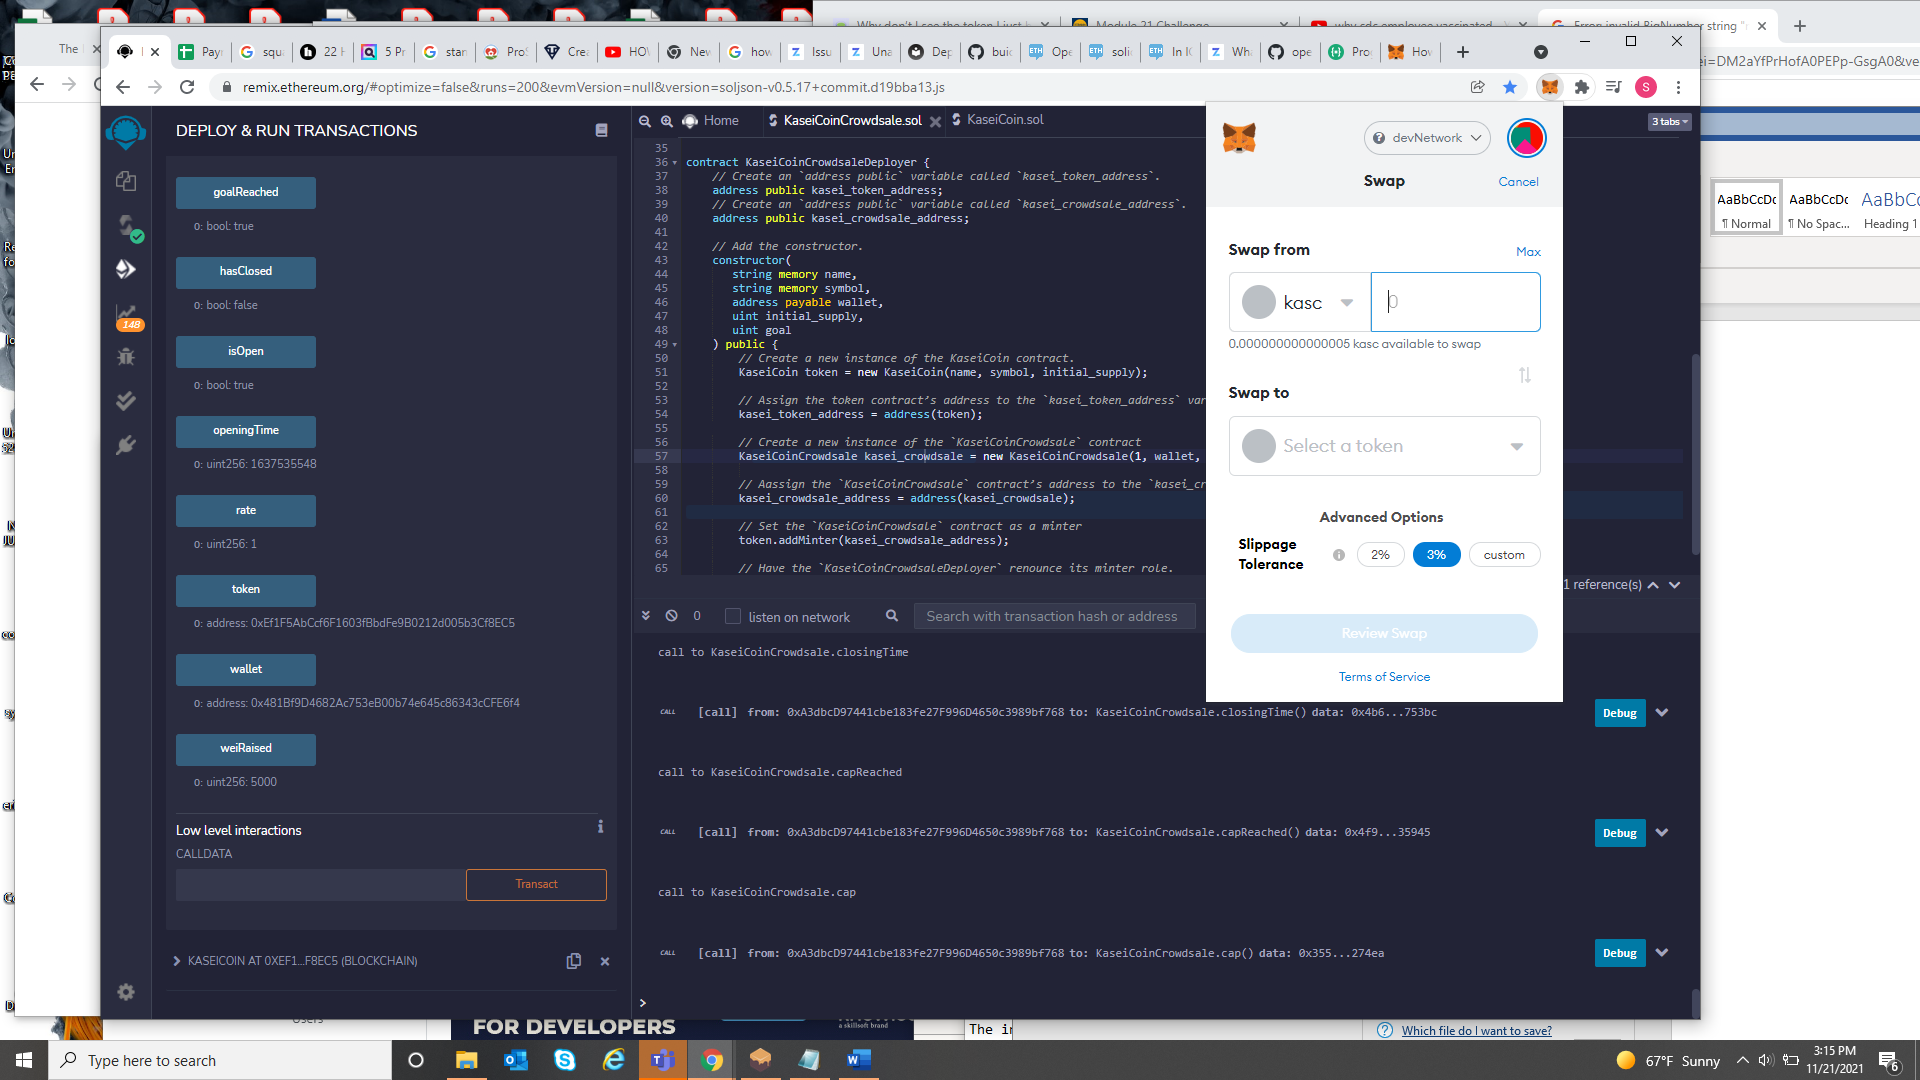 Why don't I see the token I just b
Module 21 Challenge
why sds employee vaccinated
Error invalid BigNumber string "
The
Pay
squ
22
5 Pr
star
ProS
Crea
HOW
New
how
Issu
Una
Dep
buid
Ope
soli
In K
Wha
ope
Pro
How
remix.ethereum.org/#optimize=false&runs=200&evmVersion=null&version=soljson-v0.5.17+commit.d19bba13.js
S
ei=DM2aYfPrHofA0PEPp-GsgA0&ve
DEPLOY & RUN TRANSACTIONS
goalReached
0: bool: true
hasClosed
0: bool: false
isOpen
0: bool: true
openingTime
0: uint256: 1637535548
rate
0: uint256: 1
token
0: address: 0xEf1F5AbCcf6F1603fBbdFe9B0212d005b3Cf8EC5
wallet
0: address: 0x481Bf9D4682Ac753eB00b74e645c86343cCFE6f4
weiRaised
0: uint256: 5000
Low level interactions
CALLDATA
Transact
KASEICOIN AT 0XEF1...F8EC5 (BLOCKCHAIN)
148
Home
KaseiCoinCrowdsale.sol
KaseiCoin.sol
3 tabs
35
36 contract KaseiCoinCrowdsaleDeployer {
37 // Create an `address public` variable called `kasei_token_address`.
38 address public kasei_token_address;
39 // Create an `address public` variable called `kasei_crowdsale_address`.
40 address public kasei_crowdsale_address;
41
42 // Add the constructor.
43 constructor(
44 string memory name,
45 string memory symbol,
46 address payable wallet,
47 uint initial_supply,
48 uint goal
49 ) public {
50 // Create a new instance of the KaseiCoin contract.
51 KaseiCoin token = new KaseiCoin(name, symbol, initial_supply);
52
53 // Assign the token contract's address to the `kasei_token_address` var
54 kasei_token_address = address(token);
55
56 // Create a new instance of the `KaseiCoinCrowdsale` contract
57 KaseiCoinCrowdsale kasei_crowdsale = new KaseiCoinCrowdsale(1, wallet,
58
59 // Aassign the `KaseiCoinCrowdsale` contract's address to the `kasei_cr
60 kasei_crowdsale_address = address(kasei_crowdsale);
61
62 // Set the `KaseiCoinCrowdsale` contract as a minter
63 token.addMinter(kasei_crowdsale_address);
64
65 // Have the `KaseiCoinCrowdsaleDeployer` renounce its minter role.
1 reference(s)
0
listen on network
Search with transaction hash or address
call to KaseiCoinCrowdsale.closingTime
CALL [call] from: 0xA3dbcD97441cbe183fe27F996D4650c3989bf768 to: KaseiCoinCrowdsale.closingTime() data: 0x4b6...753bc
Debug
call to KaseiCoinCrowdsale.capReached
CALL [call] from: 0xA3dbcD97441cbe183fe27F996D4650c3989bf768 to: KaseiCoinCrowdsale.capReached() data: 0x4f9...35945
Debug
call to KaseiCoinCrowdsale.cap
CALL [call] from: 0xA3dbcD97441cbe183fe27F996D4650c3989bf768 to: KaseiCoinCrowdsale.cap() data: 0x355...274ea
Debug
>
devNetwork
Swap
Cancel
Swap from
Max
kasc
0
0.000000000000005 kasc available to swap
Swap to
Select a token
Advanced Options
Slippage
Tolerance
2%
3%
custom
Review Swap
Terms of Service
AaBbCcDc
AaBbCcDc
AaBbCc
¶ Normal
¶ No Spac...
Heading 1
FOR DEVELOPERS
a skillsoft brand
The in
Which file do I want to save?
Type here to search
67°F Sunny
3:15 PM
11/21/2021
6